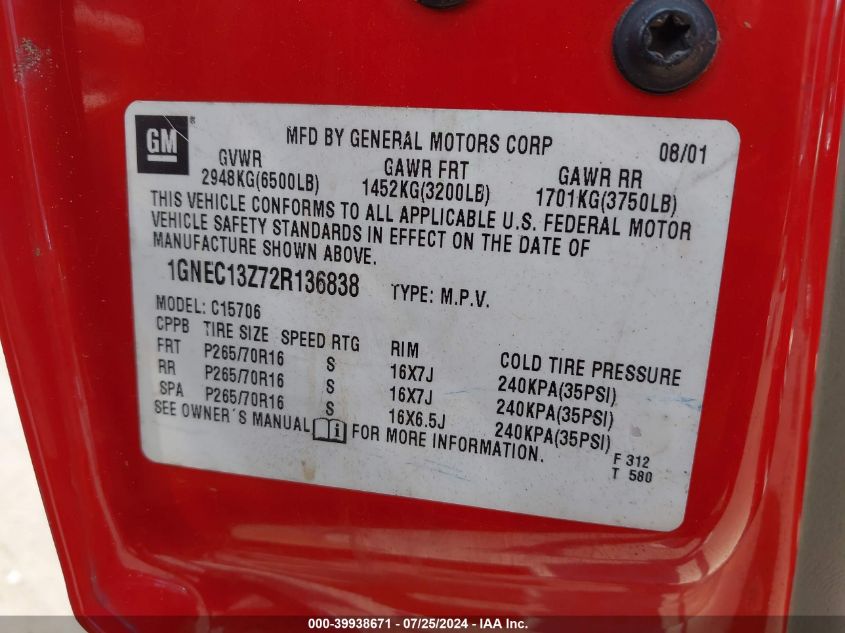 GM
MFD BY GENERAL MOTORS CORP 08/01
GVWR GAWR FRT GAWR RR
2948KG(6500LB) 1452KG(3200LB) 1701KG(3750LB)
THIS VEHICLE CONFORMS TO ALL APPLICABLE U.S. FEDERAL MOTOR
VEHICLE SAFETY STANDARDS IN EFFECT ON THE DATE OF
MANUFACTURE SHOWN ABOVE.
1GNEC13Z72R136838 TYPE: M.P.V.
MODEL: C15706
CPPB TIRE SIZE SPEED RTG RIM COLD TIRE PRESSURE
FRT P265/70R16 S 16X7J 240KPA(35PSI)
RR P265/70R16 S 16X7J 240KPA(35PSI)
SPA P265/70R16 S 16X6.5J 240KPA(35PSI)
SEE OWNER'S MANUAL i FOR MORE INFORMATION.
F 312
T 580
000-39938671 - 07/25/2024 - IAA Inc.